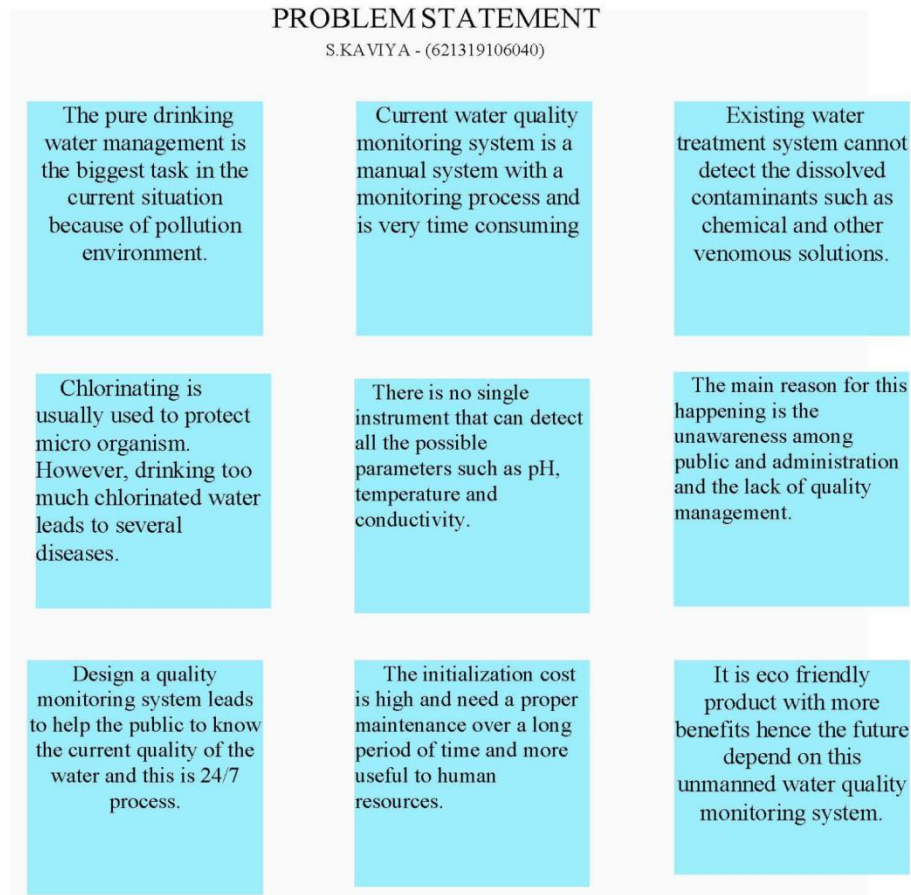 PROBLEM STATEMENT
S.KAVIYA - (621319106040)
The pure drinking
water management is
the biggest task in the
current situation
because of pollution
environment.
Current water quality
monitoring system is a
manual system with a
monitoring process and
is very time consuming
Existing water
treatment system cannot
detect the dissolved
contaminants such as
chemical and other
venomous solutions.
Chlorinating is
usually used to protect
micro organism.
However, drinking too
much chlorinated water
leads to several
diseases.
There is no single
instrument that can detect
all the possible
parameters such as pH,
temperature and
conductivity.
The main reason for this
happening is the
unawareness among
public and administration
and the lack of quality
management.
Design a quality
monitoring system leads
to help the public to know
the current quality of the
water and this is 24/7
process.
The initialization cost
is high and need a proper
maintenance over a long
period of time and more
useful to human
resources.
It is eco friendly
product with more
benefits hence the future
depend on this
unmanned water quality
monitoring system.